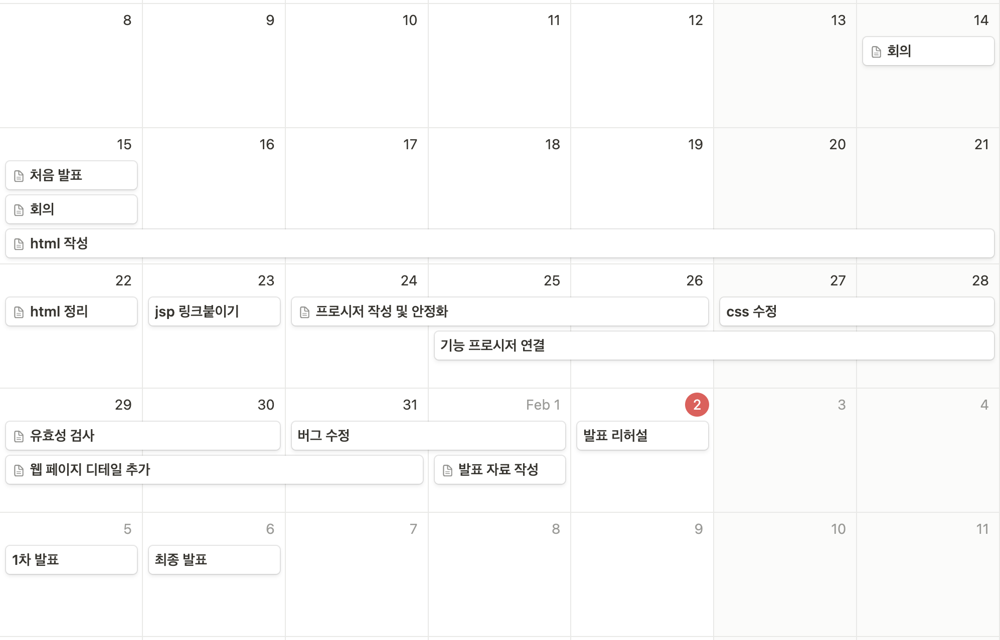 8 9 10 11 12 13 14
회의
15 16 17 18 19 20 21
처음 발표
회의
html 작성
22 23 24 25 26 27 28
html 정리 jsp 링크붙이기 프로시저 작성 및 안정화 css 수정
기능 프로시저 연결
29 30 31 Feb 1 2 3 4
유효성 검사 버그 수정 발표 리허설
웹 페이지 디테일 추가 발표 자료 작성
5 6 7 8 9 10 11
1차 발표 최종 발표